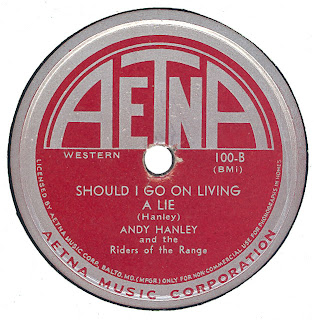 AETNA
WESTERN
100-B
(BMI)
SHOULD I GO ON LIVING
A LIE
(Hanley)
ANDY HANLEY
and the
Riders of the Range
LICENSED BY AETNA MUSIC CORP. BALTO. MD. (MFGR) ONLY FOR NON-COMMERCIAL USE ON PHONOGRAPHS IN HOMES
AETNA MUSIC CORPORATION